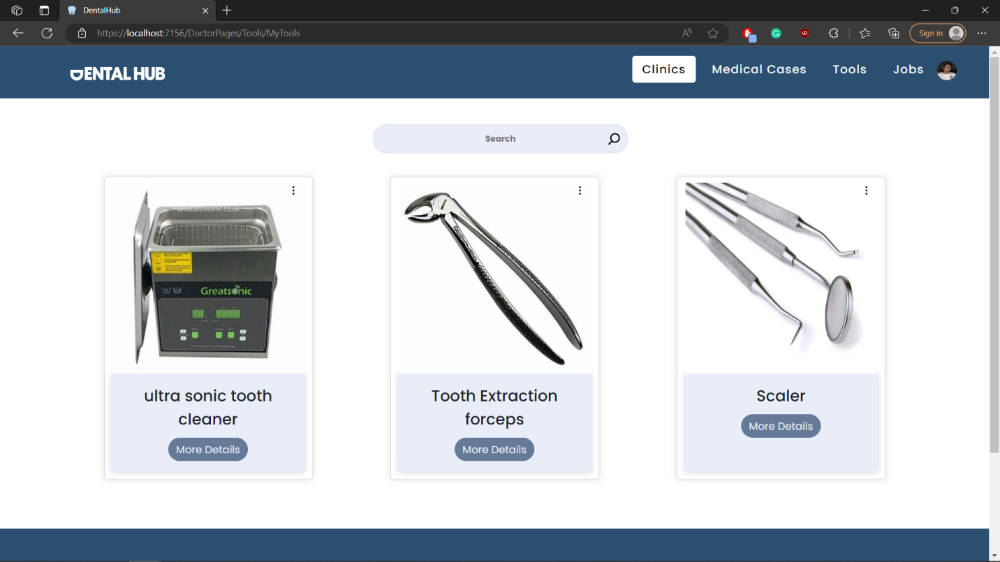 DentalHub
https://localhost:7156/DoctorPages/Tools/MyTools
Sign in
DENTAL HUB
Clinics
Medical Cases
Tools
Jobs
Search
GreatUltrasonic.co.uk
Greatsonic
ultra sonic tooth
cleaner
More Details
Tooth Extraction
forceps
More Details
Scaler
More Details